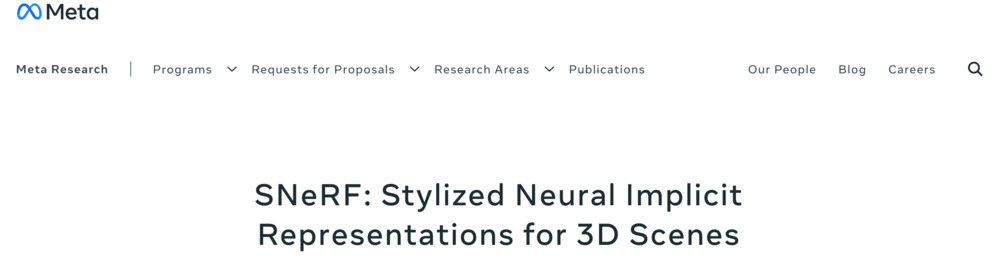 Meta
Meta Research | Programs Requests for Proposals Research Areas Publications Our People Blog Careers
SNeRF: Stylized Neural Implicit
Representations for 3D Scenes